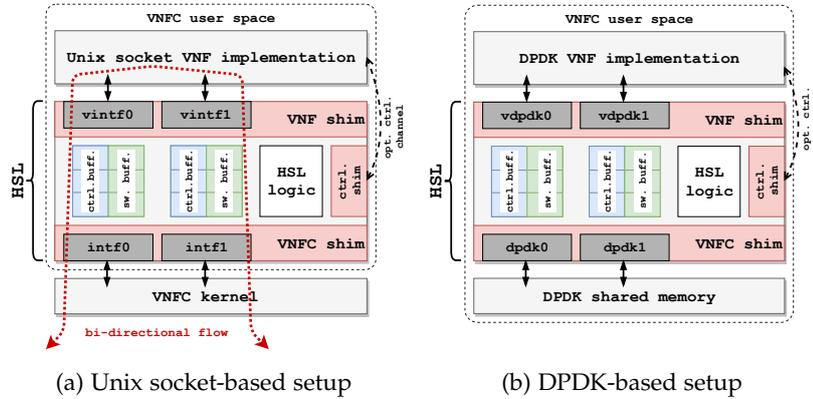 VNFC user space
Unix socket VNF implementation
vintf0
vintf1
VNF shim
opt. ctrl.
channel
HSL
ctrl.buff.
sw. buff.
ctrl.buff.
sw. buff.
HSL
logic
ctrl.
shim
intf0
intf1
VNFC shim
VNFC kernel
bi-directional flow
(a) Unix socket-based setup
VNFC user space
DPDK VNF implementation
vdpdk0
vdpdk1
VNF shim
opt. ctrl.
HSL
ctrl.buff.
sw. buff.
ctrl.buff.
sw. buff.
HSL
logic
ctrl.
shim
dpdk0
dpdk1
VNFC shim
DPDK shared memory
(b) DPDK-based setup